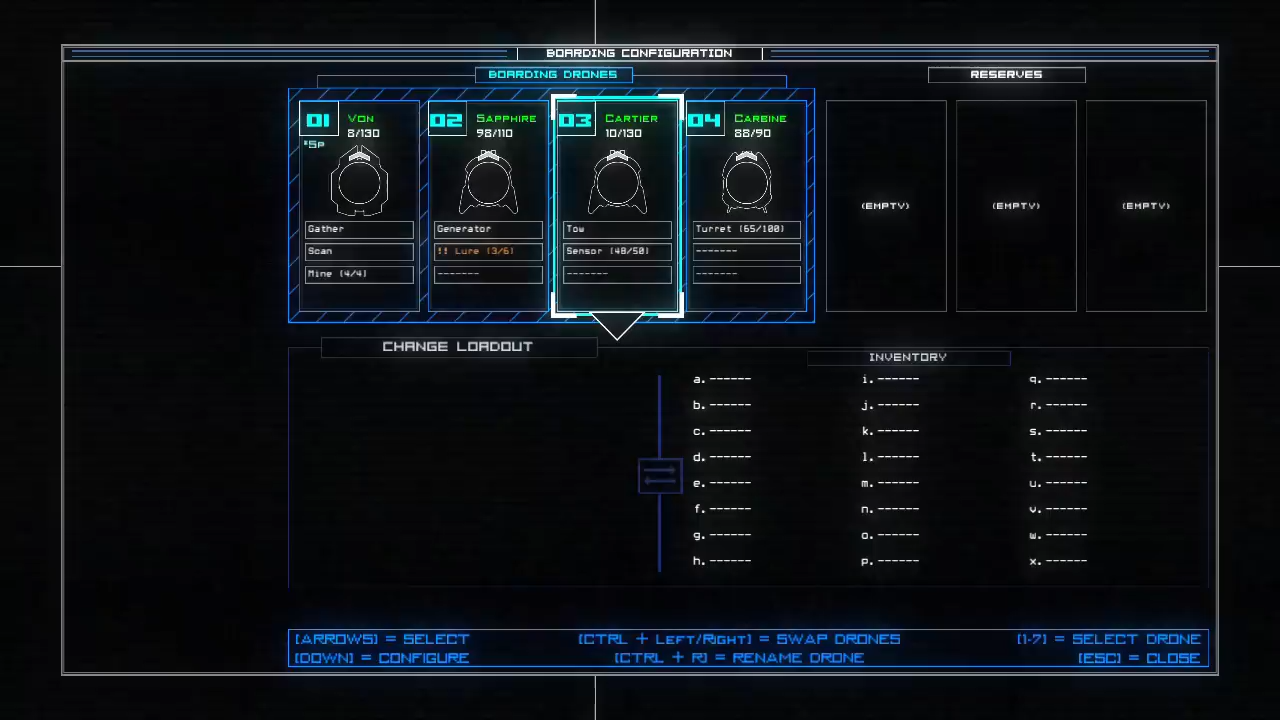 BOARDING CONFIGURATION
BOARDING DRONES
RESERVES
01 Von
8/130
*5p
Gather
Scan
Mine (4/4)
02 Sapphire
98/110
Generator
!! Lure (3/6)
-------
03 Cartier
10/130
Tow
Sensor (48/50)
-------
04 Carbine
88/90
Turret (65/100)
-------
-------
(EMPTY)
(EMPTY)
(EMPTY)
CHANGE LOADOUT
INVENTORY
a. ------
b. ------
c. ------
d. ------
e. ------
f. ------
g. ------
h. ------
i. ------
j. ------
k. ------
l. ------
m. ------
n. ------
o. ------
p. ------
q. ------
r. ------
s. ------
t. ------
u. ------
v. ------
w. ------
x. ------
[ARROWS] = SELECT
[CTRL + Left/Right] = SWAP DRONES
[1-7] = SELECT DRONE
[DOWN] = CONFIGURE
[CTRL + R] = RENAME DRONE
[ESC] = CLOSE